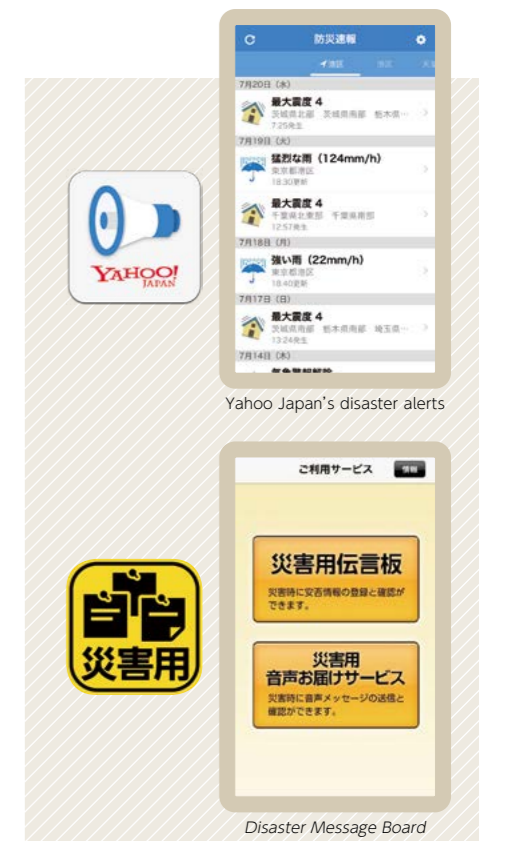 防災速報
港区
港区
7月20日（水）
最大震度 4
茨城県北部 茨城県南部 栃木県…
7:25発生
7月19日（火）
猛烈な雨（124mm/h）
東京都港区
18:30更新
最大震度 4
千葉県北東部 千葉県南部
12:57発生
7月18日（月）
強い雨（22mm/h）
東京都港区
18:40更新
7月17日（日）
最大震度 4
茨城県南部 栃木県南部 埼玉県…
13:24発生
7月14日（木）
YAHOO!
JAPAN
Yahoo Japan's disaster alerts
ご利用サービス
情報
災害用伝言板
災害時に安否情報の登録と確認が
できます。
災害用
音声お届けサービス
災害時に音声メッセージの送信と
確認ができます。
災害用
Disaster Message Board